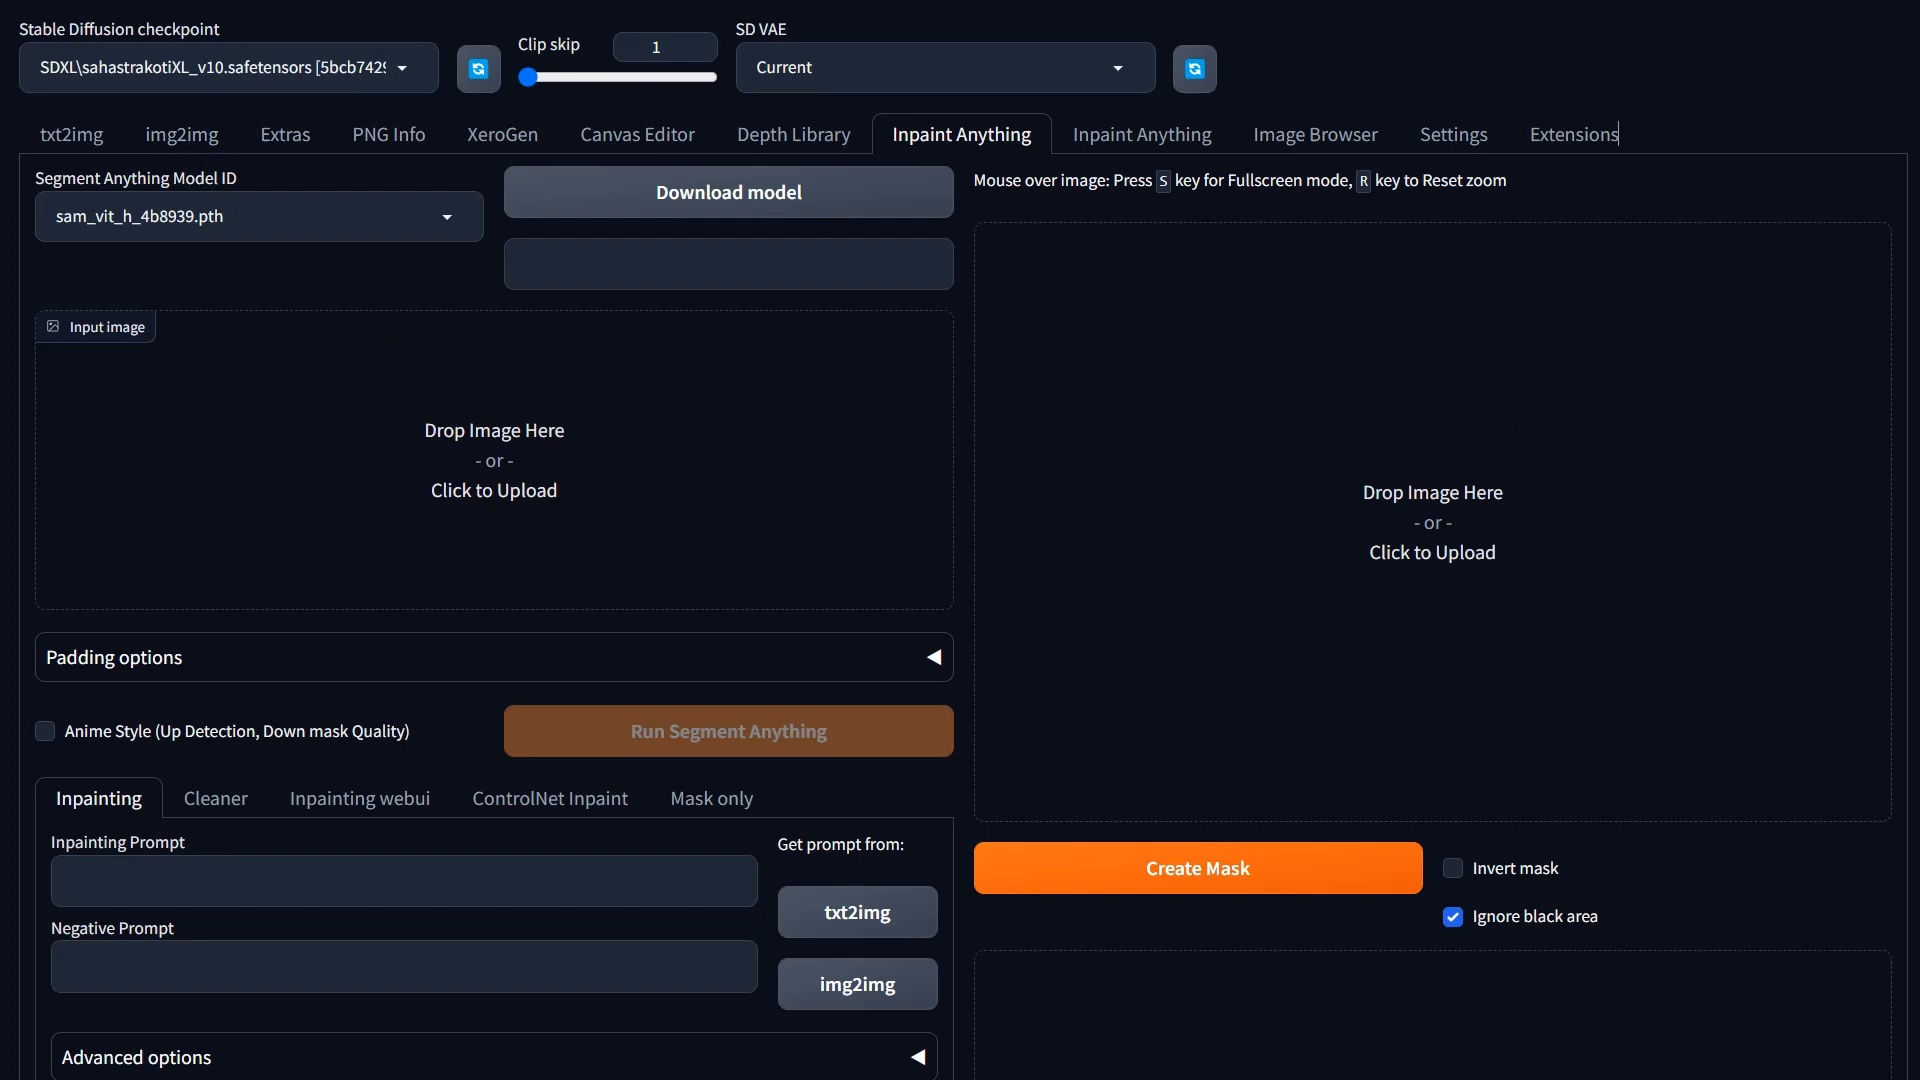 Stable Diffusion checkpoint
SDXL\sahastrakotiXL_v10.safetensors [5bcb7429
Clip skip
1
SD VAE
Current
txt2img
img2img
Extras
PNG Info
XeroGen
Canvas Editor
Depth Library
Inpaint Anything
Inpaint Anything
Image Browser
Settings
Extensions
Segment Anything Model ID
sam_vit_h_4b8939.pth
Download model
Input image
Drop Image Here
- or -
Click to Upload
Padding options
Anime Style (Up Detection, Down mask Quality)
Run Segment Anything
Inpainting
Cleaner
Inpainting webui
ControlNet Inpaint
Mask only
Inpainting Prompt
Negative Prompt
Get prompt from:
txt2img
img2img
Advanced options
Mouse over image: Press S key for Fullscreen mode, R key to Reset zoom
Drop Image Here
- or -
Click to Upload
Create Mask
Invert mask
Ignore black area